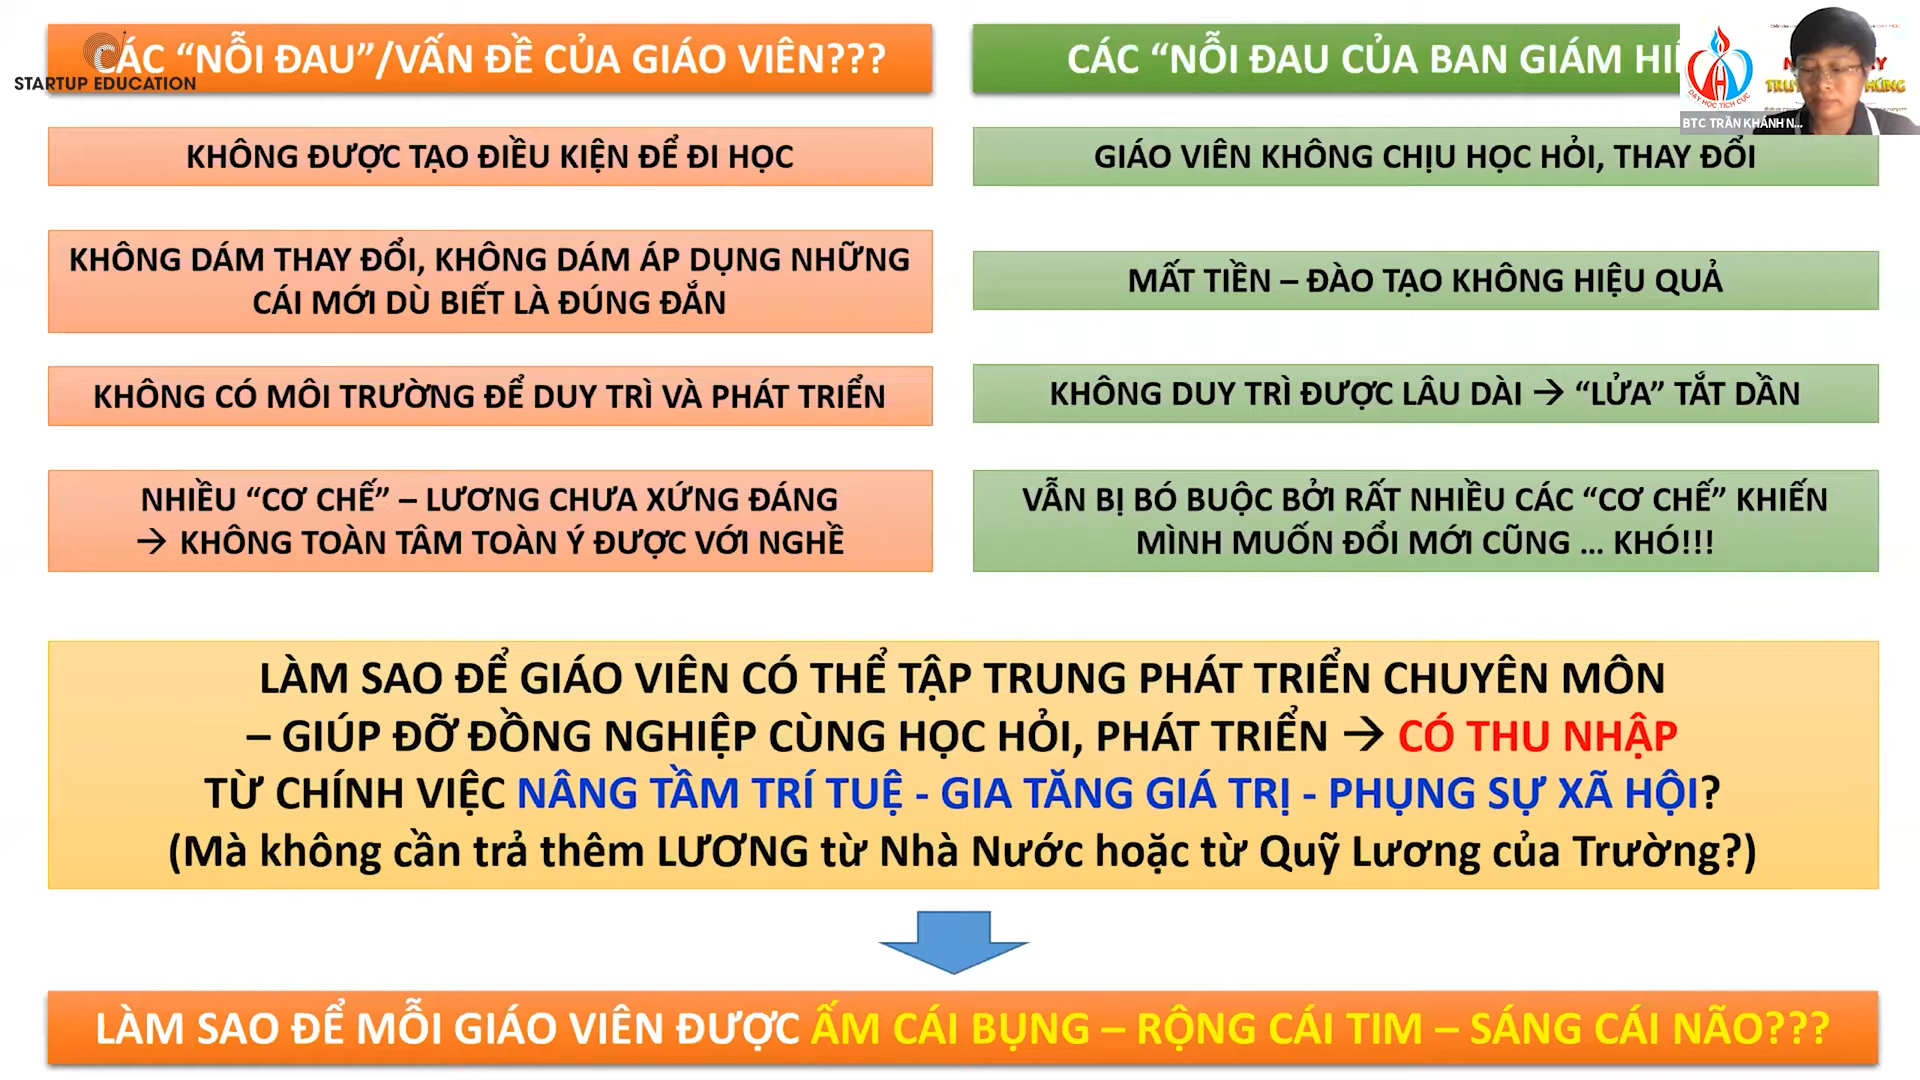 CÁC “NỖI ĐAU”/VẤN ĐỀ CỦA GIÁO VIÊN???
STARTUP EDUCATION
KHÔNG ĐƯỢC TẠO ĐIỀU KIỆN ĐỂ ĐI HỌC
KHÔNG DÁM THAY ĐỔI, KHÔNG DÁM ÁP DỤNG NHỮNG
CÁI MỚI DÙ BIẾT LÀ ĐÚNG ĐẮN
KHÔNG CÓ MÔI TRƯỜNG ĐỂ DUY TRÌ VÀ PHÁT TRIỂN
NHIỀU “CƠ CHẾ” – LƯƠNG CHƯA XỨNG ĐÁNG
→ KHÔNG TOÀN TÂM TOÀN Ý ĐƯỢC VỚI NGHỀ
CÁC “NỖI ĐAU CỦA BAN GIÁM
DẠY HỌC TÍCH CỰC
BTC TRẦN KHÁNH N...
GIÁO VIÊN KHÔNG CHỊU HỌC HỎI, THAY ĐỔI
MẤT TIỀN – ĐÀO TẠO KHÔNG HIỆU QUẢ
KHÔNG DUY TRÌ ĐƯỢC LÂU DÀI → “LỬA” TẮT DẦN
VẪN BỊ BÓ BUỘC BỞI RẤT NHIỀU CÁC “CƠ CHẾ” KHIẾN
MÌNH MUỐN ĐỔI MỚI CŨNG ... KHÓ!!!
LÀM SAO ĐỂ GIÁO VIÊN CÓ THỂ TẬP TRUNG PHÁT TRIỂN CHUYÊN MÔN
– GIÚP ĐỠ ĐỒNG NGHIỆP CÙNG HỌC HỎI, PHÁT TRIỂN → CÓ THU NHẬP
TỪ CHÍNH VIỆC NÂNG TẦM TRÍ TUỆ - GIA TĂNG GIÁ TRỊ - PHỤNG SỰ XÃ HỘI?
(Mà không cần trả thêm LƯƠNG từ Nhà Nước hoặc từ Quỹ Lương của Trường?)
LÀM SAO ĐỂ MỖI GIÁO VIÊN ĐƯỢC ẤM CÁI BỤNG – RỘNG CÁI TIM – SÁNG CÁI NÃO???